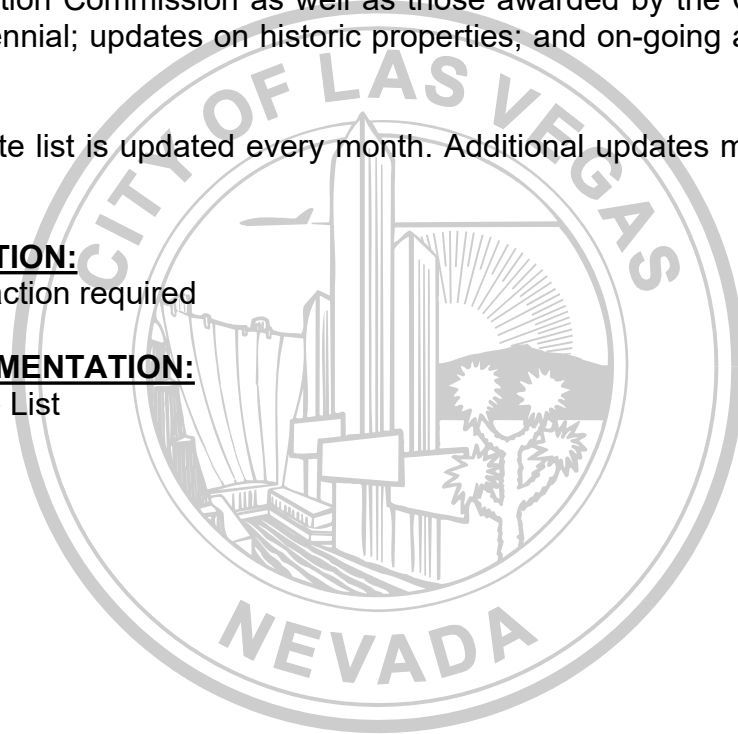 tion Commission as well as those awarded by the
ennial; updates on historic properties; and on-going a
te list is updated every month. Additional updates m
TION:
action required
MENTATION:
List
CITY OF LAS VEGAS
NEVADA